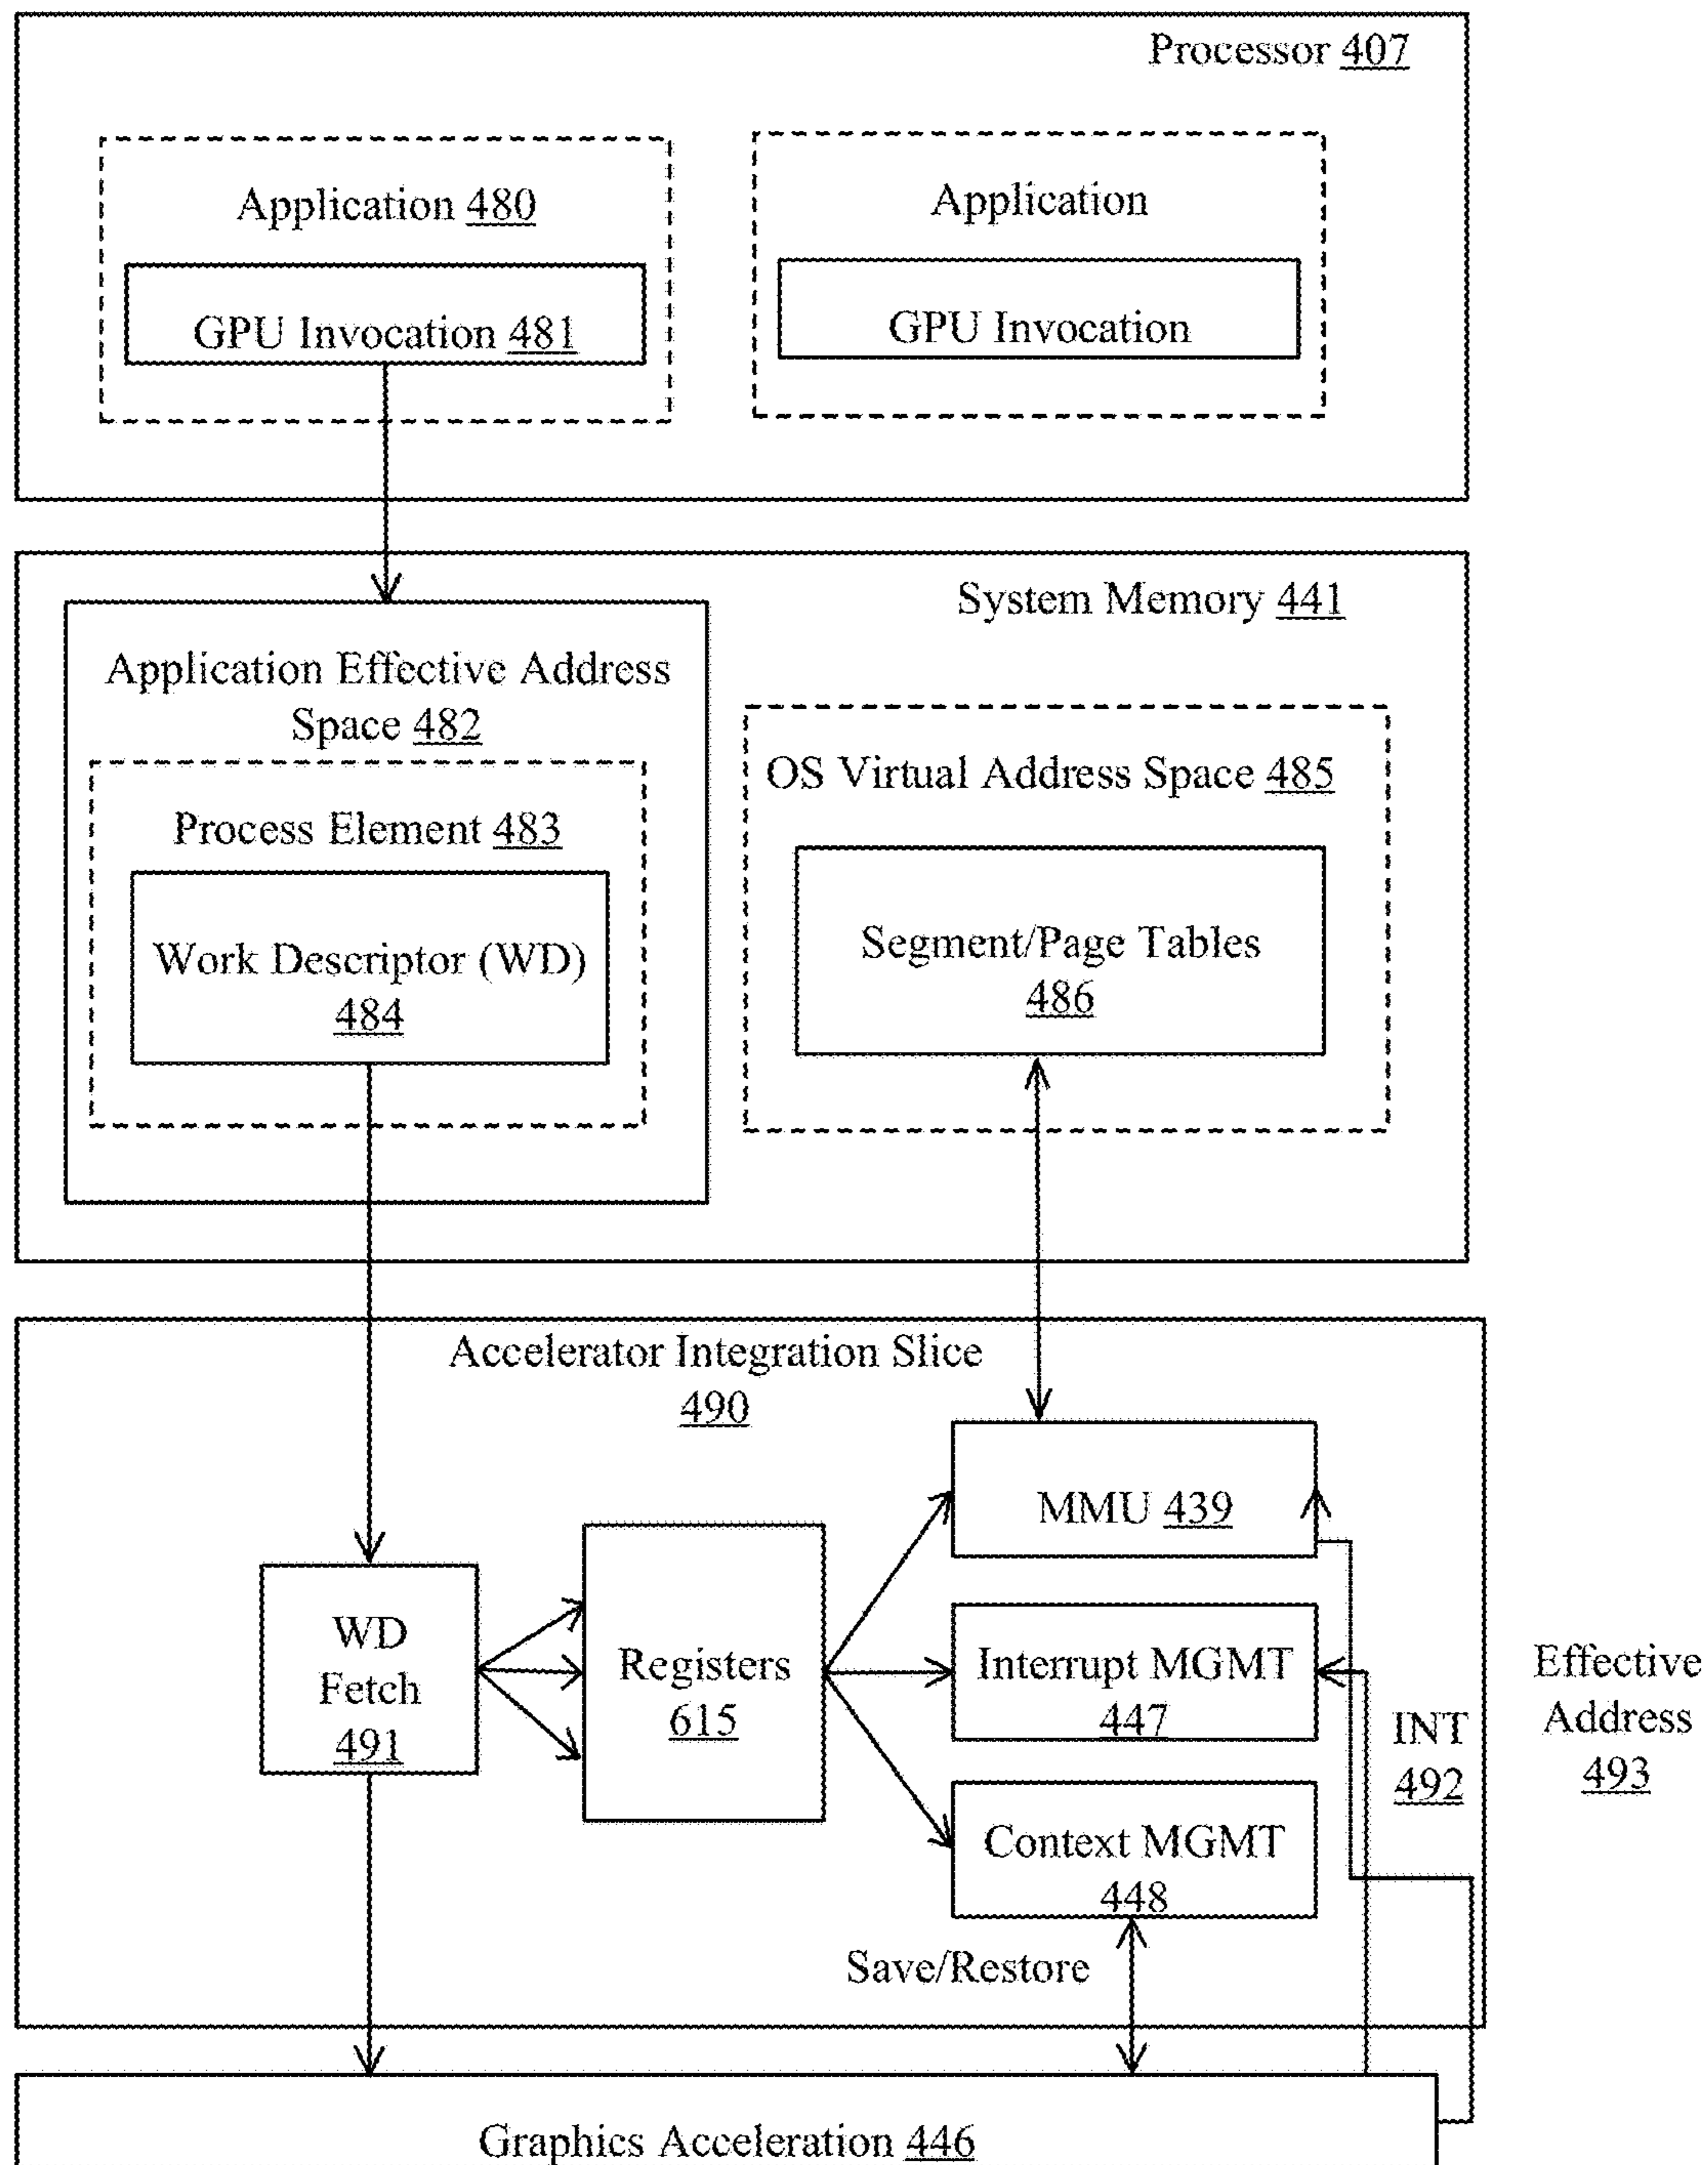 Processor 407
Application 480
GPU Invocation 481
Application
GPU Invocation
System Memory 441
Application Effective Address
Space 482
Process Element 483
Work Descriptor (WD)
484
OS Virtual Address Space 485
Segment/Page Tables
486
Accelerator Integration Slice
490
WD
Fetch
491
Registers
615
MMU 439
Interrupt MGMT
447
Context MGMT
448
INT
492
Effective
Address
493
Save/Restore
Graphics Acceleration 446